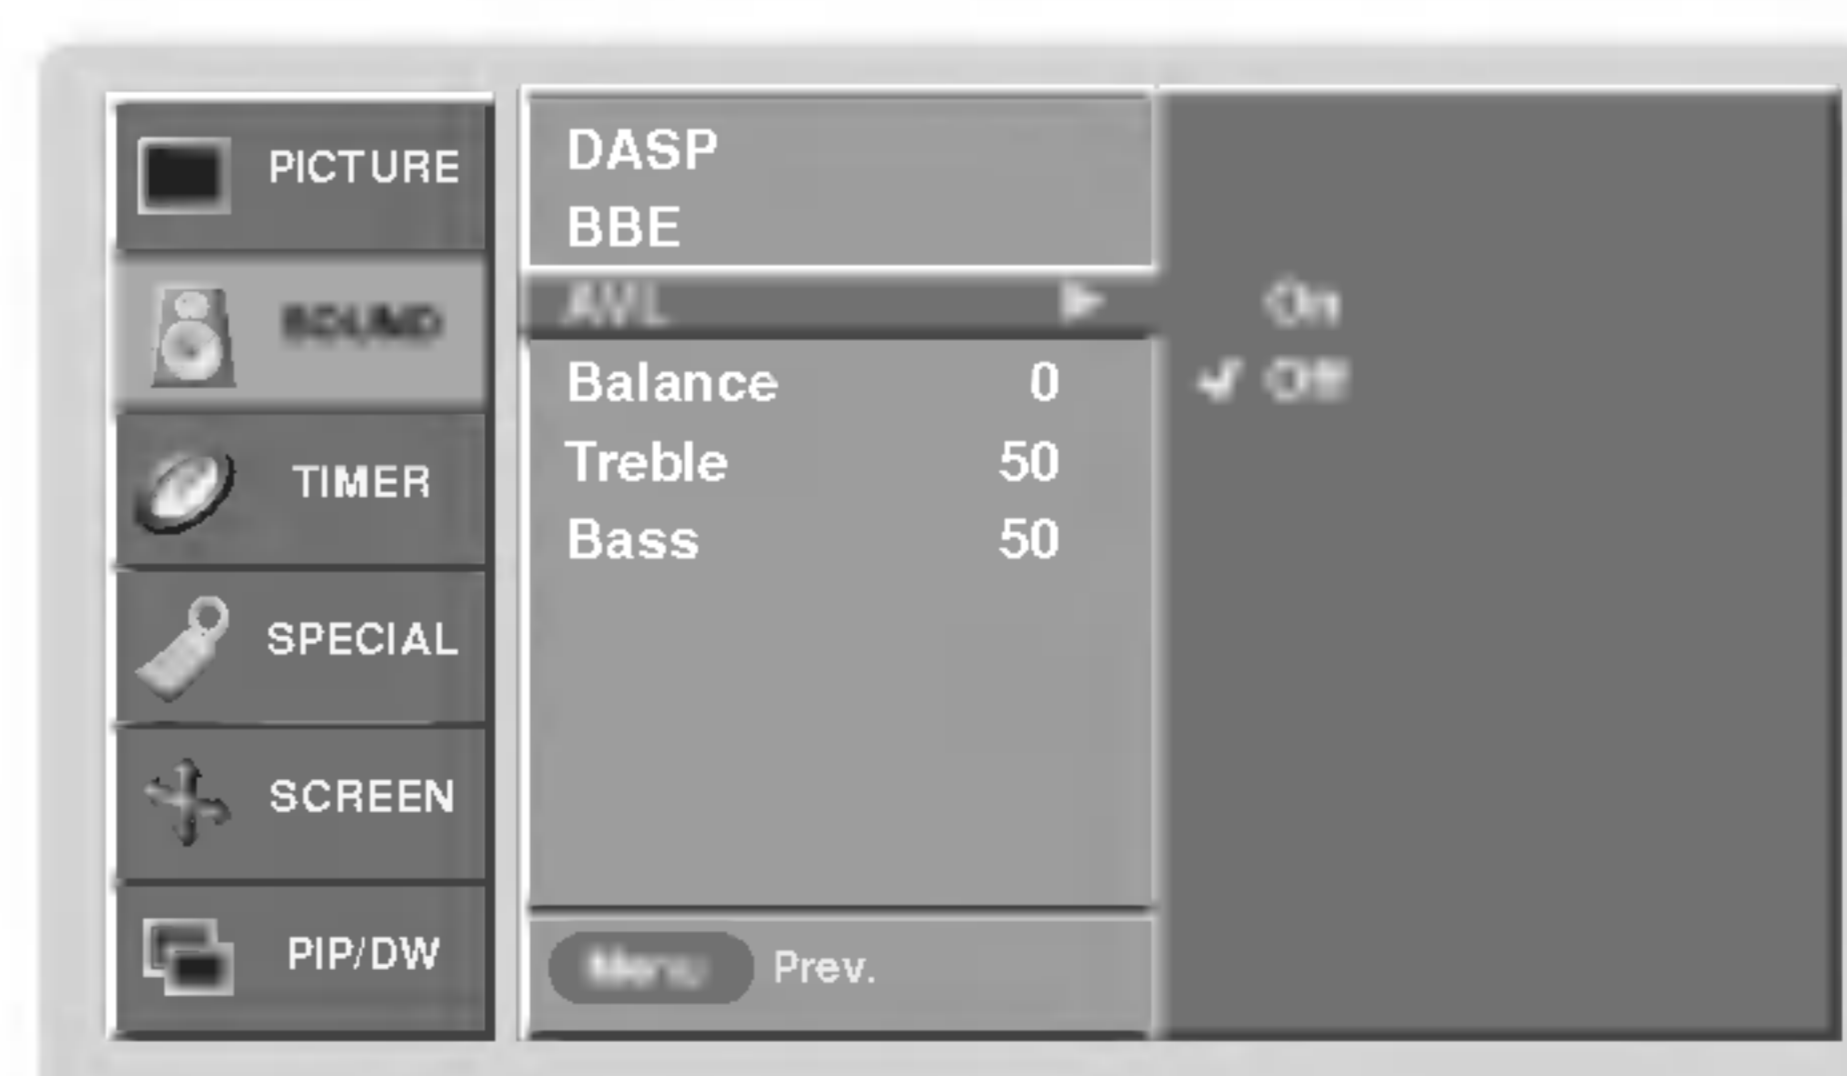 PICTURE
SOUND
TIMER
SPECIAL
SCREEN
PIP/DW
DASP
BBE
AVL
Balance 0
Treble 50
Bass 50
Menu Prev.
On
Off